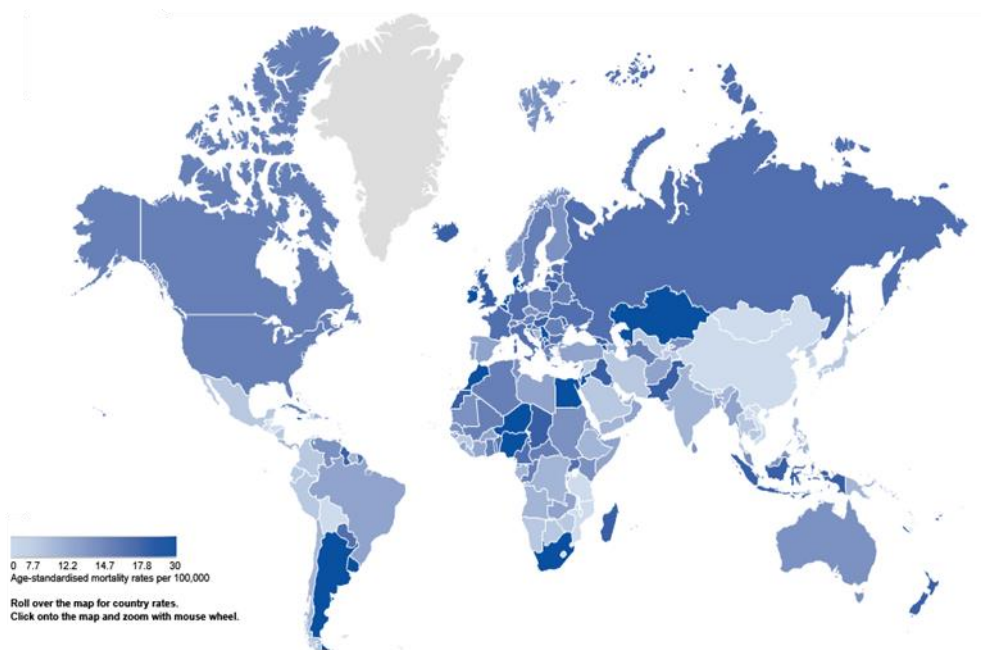 0 7.7 12.2 14.7 17.8 30
Age-standardised mortality rates per 100,000
Roll over the map for country rates.
Click onto the map and zoom with mouse wheel.